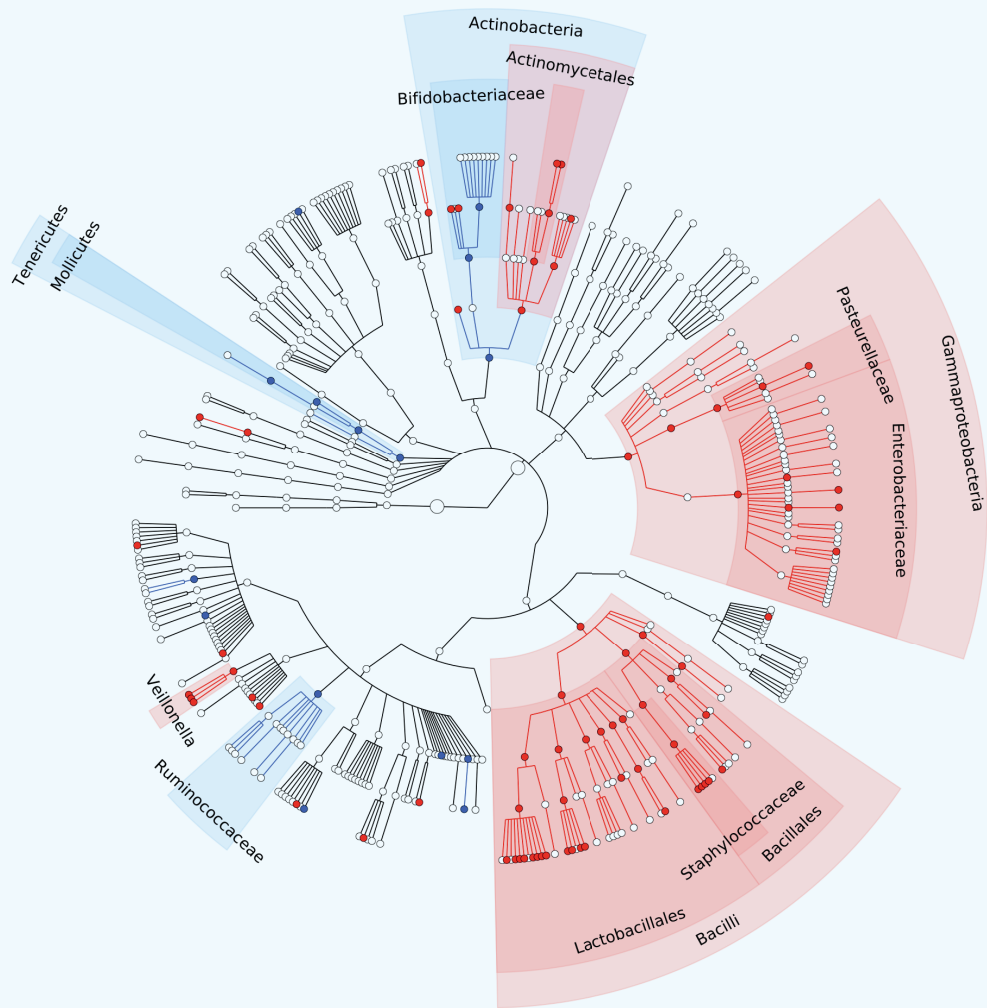 Actinobacteria
Actinomycetales
Bifidobacteriaceae
Tenericutes
Mollicutes
Pasteurellaceae
Gammaproteobacteria
Enterobacteriaceae
Veillonella
Ruminococcaceae
Staphylococcaceae
Bacillales
Lactobacillales
Bacilli